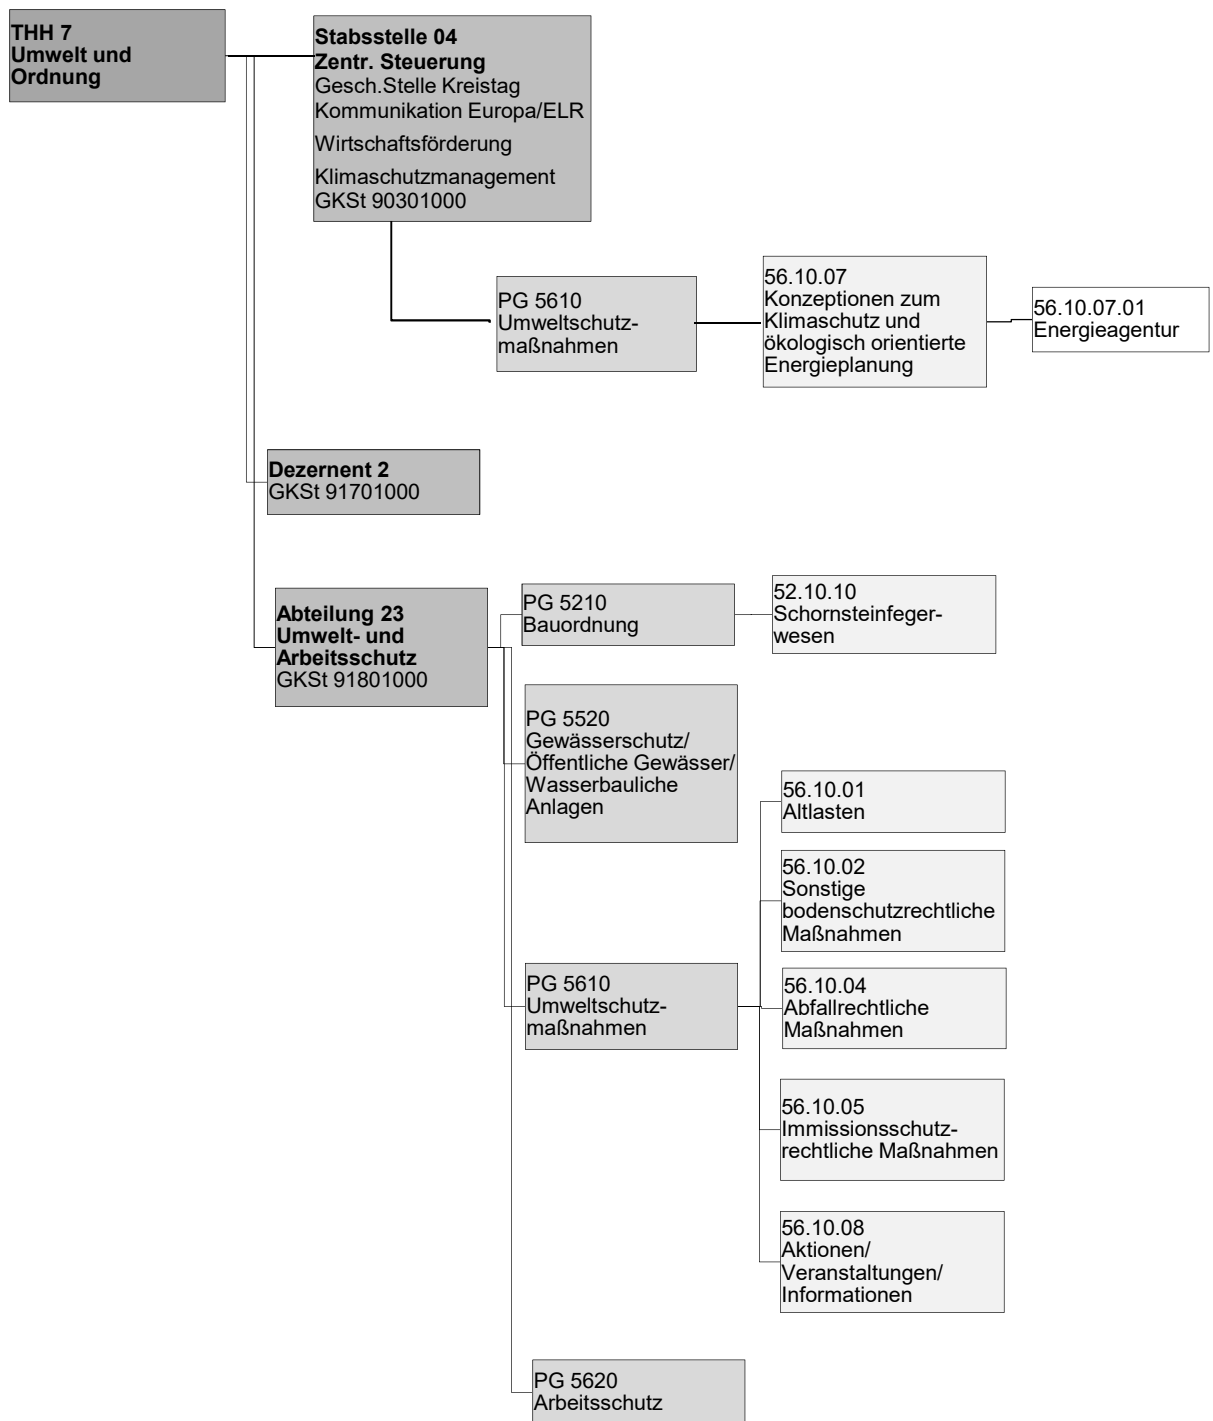 THH 7
Umwelt und
Ordnung
Stabsstelle 04
Zentr. Steuerung
Gesch.Stelle Kreistag
Kommunikation Europa/ELR
Wirtschaftsförderung
Klimaschutzmanagement
GKSt 90301000
PG 5610
Umweltschutz-
maßnahmen
56.10.07
Konzeptionen zum
Klimaschutz und
ökologisch orientierte
Energieplanung
56.10.07.01
Energieagentur
Dezernent 2
GKSt 91701000
Abteilung 23
Umwelt- und
Arbeitsschutz
GKSt 91801000
PG 5210
Bauordnung
52.10.10
Schornsteinfeger-
wesen
PG 5520
Gewässerschutz/
Öffentliche Gewässer/
Wasserbauliche
Anlagen
PG 5610
Umweltschutz-
maßnahmen
56.10.01
Altlasten
56.10.02
Sonstige
bodenschutzrechtliche
Maßnahmen
56.10.04
Abfallrechtliche
Maßnahmen
56.10.05
Immissionsschutz-
rechtliche Maßnahmen
56.10.08
Aktionen/
Veranstaltungen/
Informationen
PG 5620
Arbeitsschutz